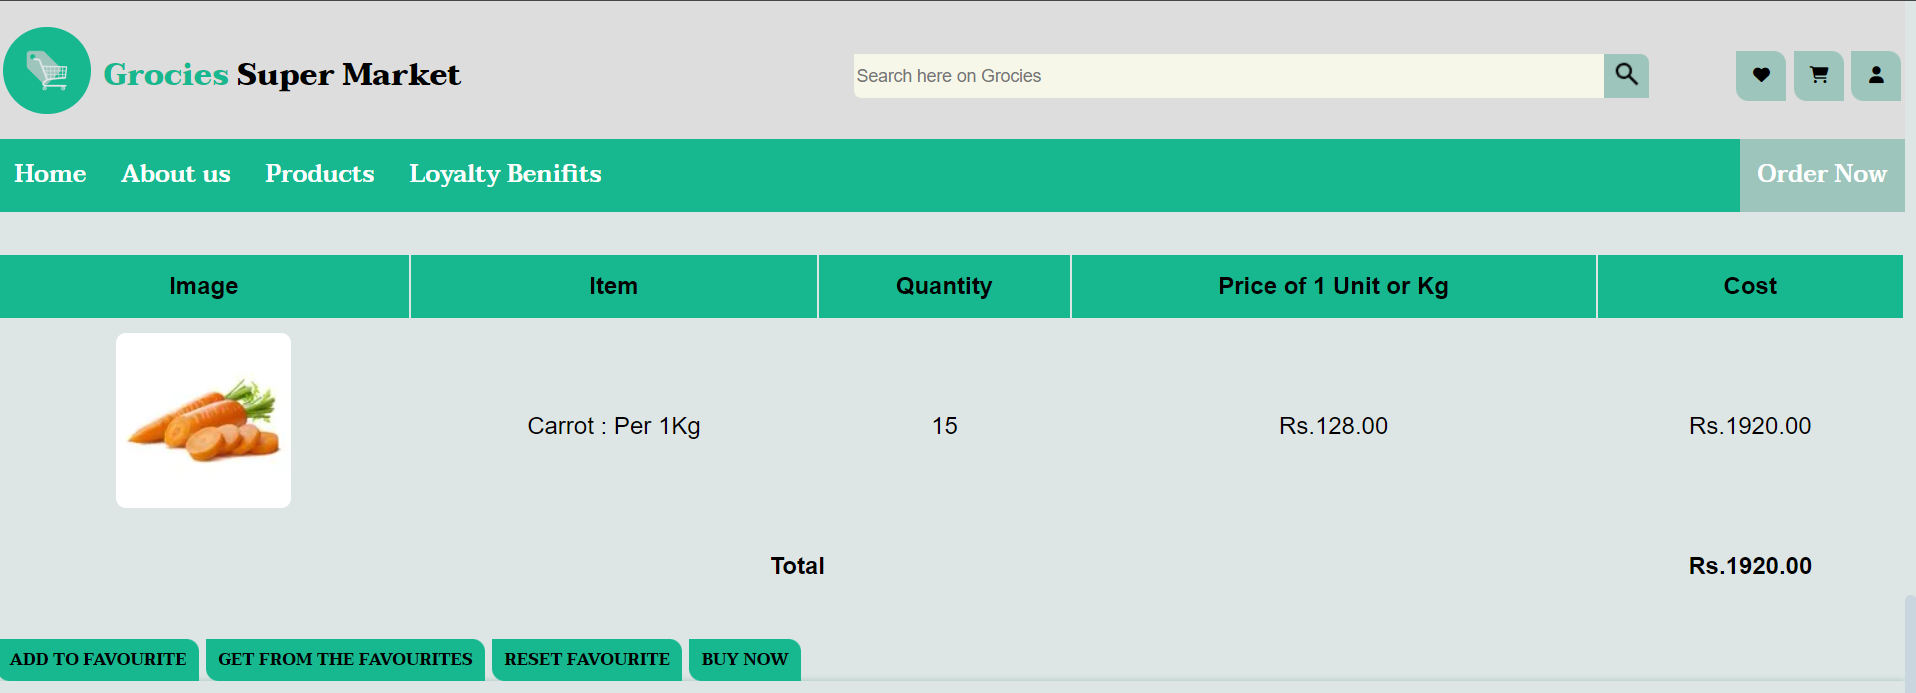 Grocies Super Market
Search here on Grocies
Home About us Products Loyalty Benifits Order Now
Image Item Quantity Price of 1 Unit or Kg Cost
Carrot : Per 1Kg 15 Rs.128.00 Rs.1920.00
Total Rs.1920.00
ADD TO FAVOURITE GET FROM THE FAVOURITES RESET FAVOURITE BUY NOW